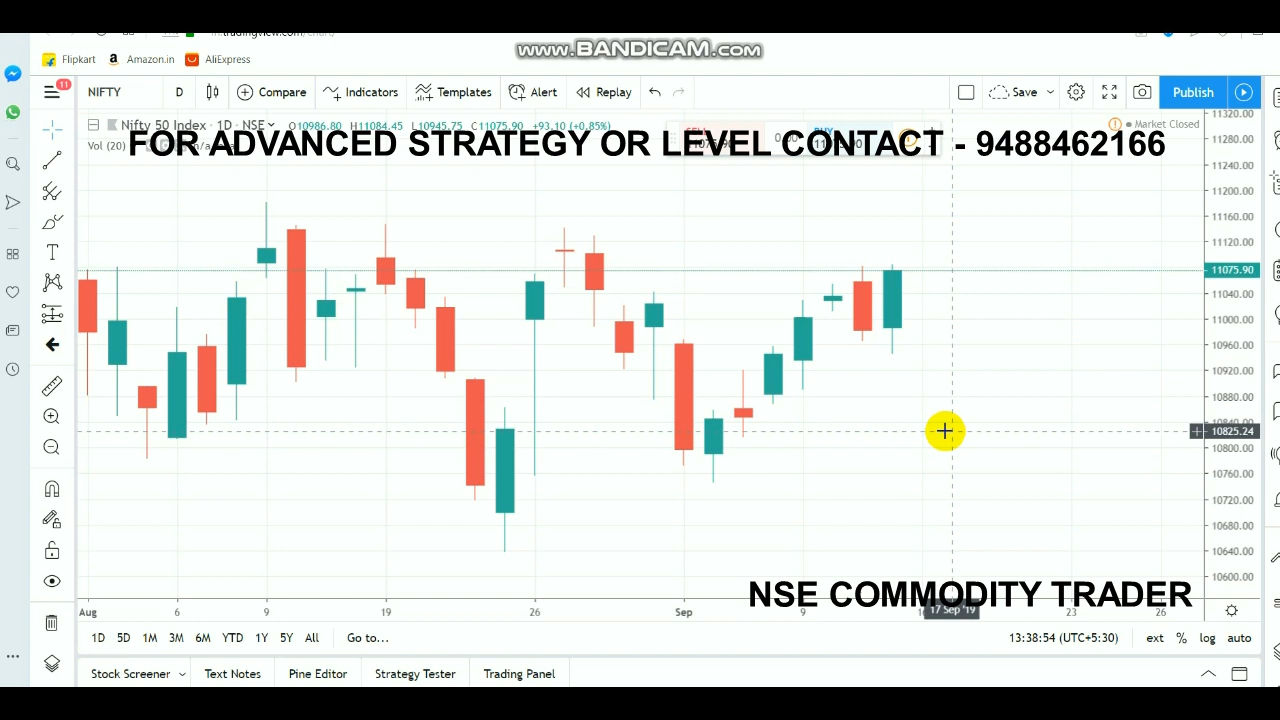 www.BANDICAM.com
Flipkart Amazon.in AliExpress
11 NIFTY D Compare Indicators Templates Alert Replay Save Publish
Nifty 50 Index 1D NSE O10986.80 H11084.45 L10945.75 C11075.90 +93.10 (+0.85%) Market Closed
Vol (20)
FOR ADVANCED STRATEGY OR LEVEL CONTACT - 9488462166
11320.00
11280.00
11240.00
11200.00
11160.00
11120.00
11075.90
11040.00
11000.00
10960.00
10920.00
10880.00
10840.00
10825.24
10800.00
10760.00
10720.00
10680.00
10640.00
10600.00
NSE COMMODITY TRADER
Aug 6 9 19 26 Sep 9 17 Sep '19 23 26
1D 5D 1M 3M 6M YTD 1Y 5Y All Go to... 13:38:54 (UTC+5:30) ext % log auto
Stock Screener Text Notes Pine Editor Strategy Tester Trading Panel